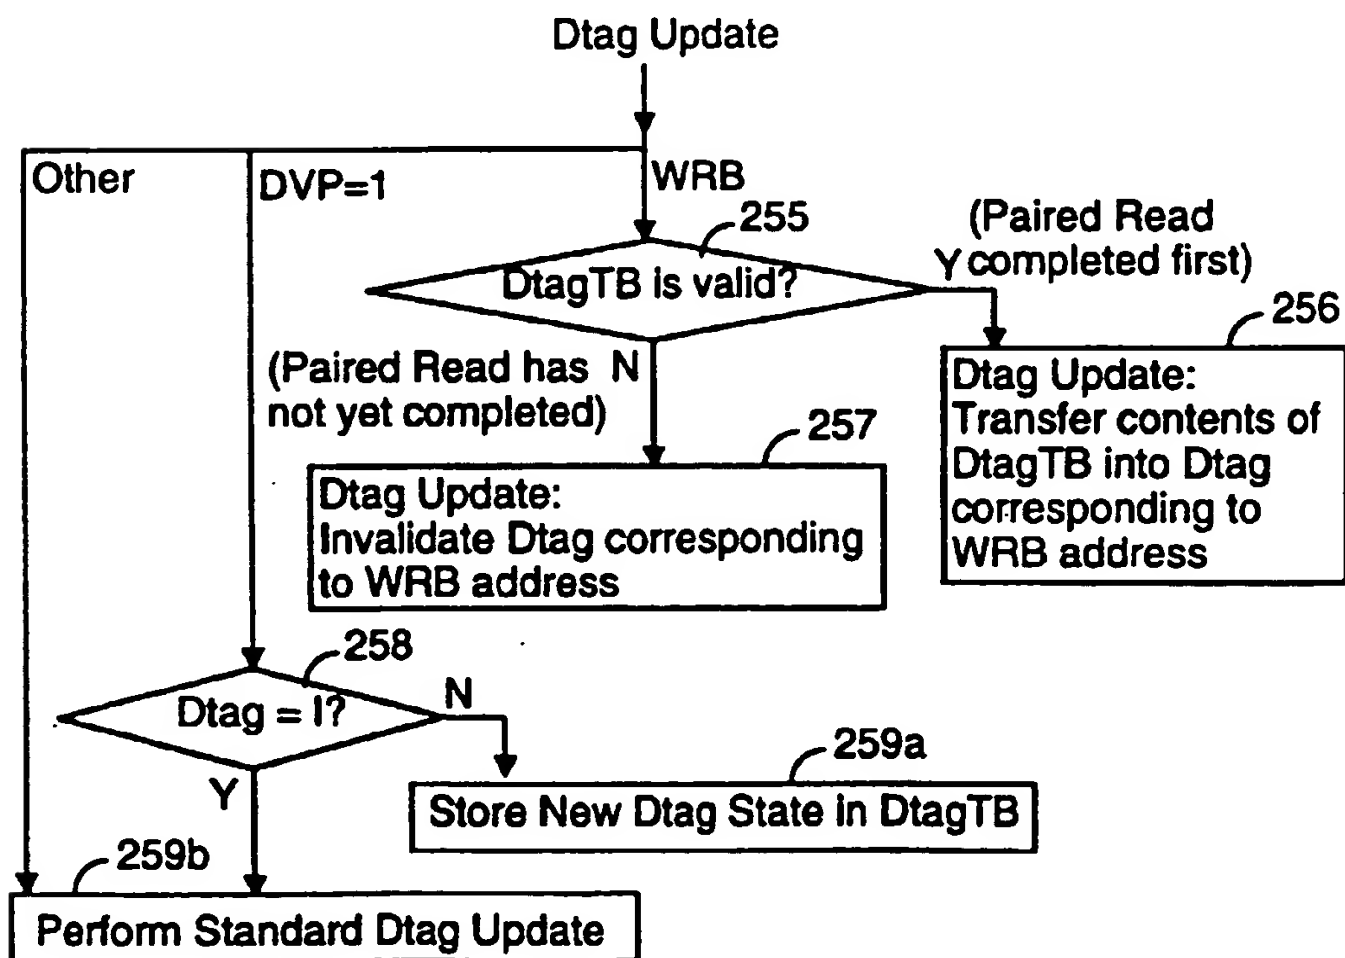 Dtag Update
Other
DVP=1
WRB
255
DtagTB is valid?
(Paired Read
Y completed first)
256
Dtag Update:
Transfer contents of
DtagTB into Dtag
corresponding to
WRB address
(Paired Read has N
not yet completed)
257
Dtag Update:
Invalidate Dtag corresponding
to WRB address
258
Dtag = I?
N
Y
259a
Store New Dtag State in DtagTB
259b
Perform Standard Dtag Update